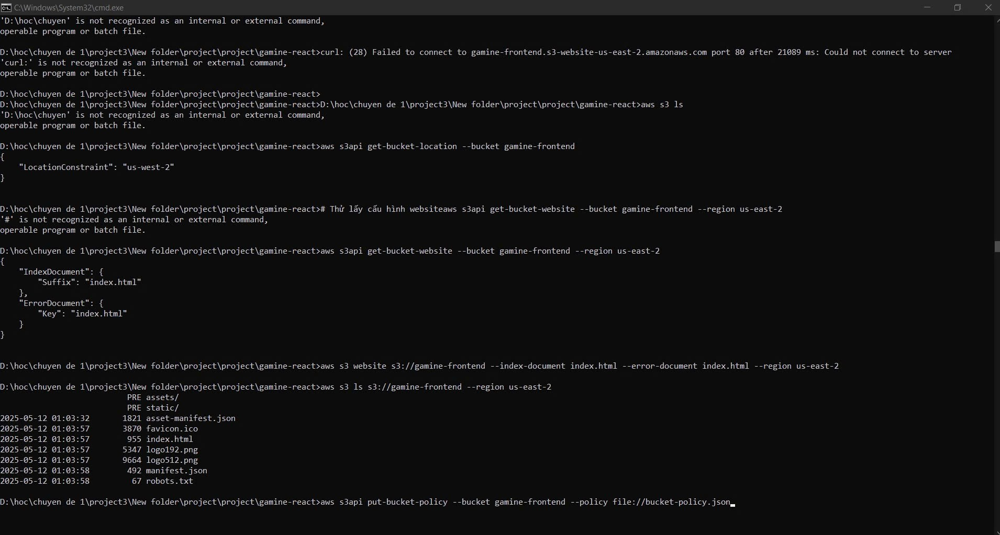 C:\Windows\System32\cmd.exe
'D:\hoc\chuyen' is not recognized as an internal or external command,
operable program or batch file.
D:\hoc\chuyen de 1\project3\New folder\project\project\gamine-react>curl: (28) Failed to connect to gamine-frontend.s3-website-us-east-2.amazonaws.com port 80 after 21089 ms: Could not connect to server
'curl:' is not recognized as an internal or external command,
operable program or batch file.
D:\hoc\chuyen de 1\project3\New folder\project\project\gamine-react>
D:\hoc\chuyen de 1\project3\New folder\project\project\gamine-react>D:\hoc\chuyen de 1\project3\New folder\project\project\gamine-react>aws s3 ls
'D:\hoc\chuyen' is not recognized as an internal or external command,
operable program or batch file.
D:\hoc\chuyen de 1\project3\New folder\project\project\gamine-react>aws s3api get-bucket-location --bucket gamine-frontend
{
    "LocationConstraint": "us-west-2"
}
D:\hoc\chuyen de 1\project3\New folder\project\project\gamine-react># Thử lấy cấu hình websiteaws s3api get-bucket-website --bucket gamine-frontend --region us-east-2
'#' is not recognized as an internal or external command,
operable program or batch file.
D:\hoc\chuyen de 1\project3\New folder\project\project\gamine-react>aws s3api get-bucket-website --bucket gamine-frontend --region us-east-2
{
    "IndexDocument": {
        "Suffix": "index.html"
    },
    "ErrorDocument": {
        "Key": "index.html"
    }
}
D:\hoc\chuyen de 1\project3\New folder\project\project\gamine-react>aws s3 website s3://gamine-frontend --index-document index.html --error-document index.html --region us-east-2
D:\hoc\chuyen de 1\project3\New folder\project\project\gamine-react>aws s3 ls s3://gamine-frontend --region us-east-2
                           PRE assets/
                           PRE static/
2025-05-12 01:03:32       1821 asset-manifest.json
2025-05-12 01:03:57       3870 favicon.ico
2025-05-12 01:03:57        955 index.html
2025-05-12 01:03:57       5347 logo192.png
2025-05-12 01:03:57       9664 logo512.png
2025-05-12 01:03:58        492 manifest.json
2025-05-12 01:03:58         67 robots.txt
D:\hoc\chuyen de 1\project3\New folder\project\project\gamine-react>aws s3api put-bucket-policy --bucket gamine-frontend --policy file://bucket-policy.json